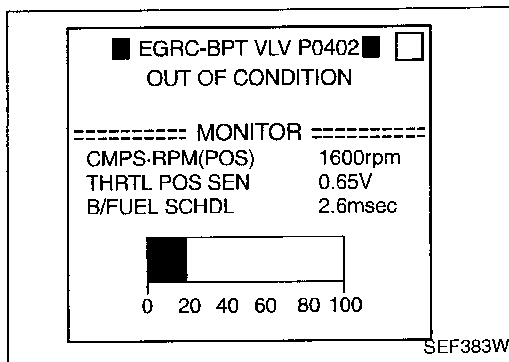 EGRC-BPT VLV P0402
OUT OF CONDITION
========== MONITOR ==========
CMPS·RPM(POS) 1600rpm
THRTL POS SEN 0.65V
B/FUEL SCHDL 2.6msec
0 20 40 60 80 100
SEF383W